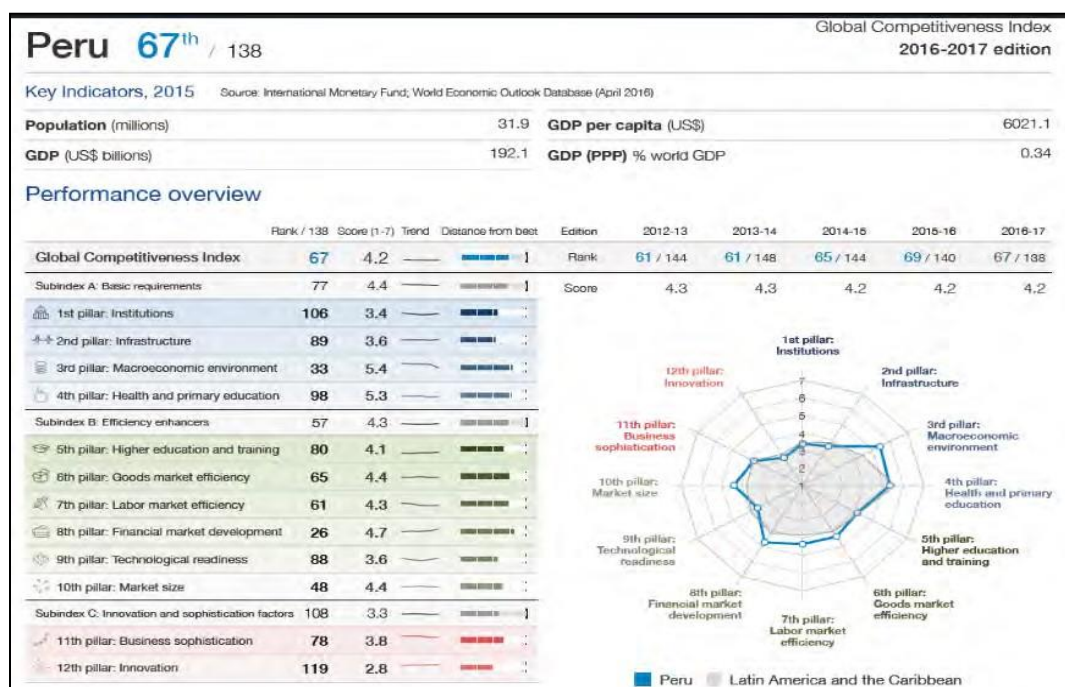 Peru 67th / 138
Global Competitiveness Index
2016-2017 edition
Key Indicators, 2015 Source: International Monetary Fund; World Economic Outlook Database (April 2016)
Population (millions) 31.9 GDP per capita (US$) 6021.1
GDP (US$ billions) 192.1 GDP (PPP) % world GDP 0.34
Performance overview
Rank / 138 Score (1-7) Trend Distance from best
Global Competitiveness Index 67 4.2
Subindex A: Basic requirements 77 4.4
1st pillar: Institutions 106 3.4
2nd pillar: Infrastructure 89 3.6
3rd pillar: Macroeconomic environment 33 5.4
4th pillar: Health and primary education 98 5.3
Subindex B: Efficiency enhancers 57 4.3
5th pillar: Higher education and training 80 4.1
6th pillar: Goods market efficiency 65 4.4
7th pillar: Labor market efficiency 61 4.3
8th pillar: Financial market development 26 4.7
9th pillar: Technological readiness 88 3.6
10th pillar: Market size 48 4.4
Subindex C: Innovation and sophistication factors 108 3.3
11th pillar: Business sophistication 78 3.8
12th pillar: Innovation 119 2.8
Edition 2012-13 2013-14 2014-15 2015-16 2016-17
Rank 61 / 144 61 / 148 65 / 144 69 / 140 67 / 138
Score 4.3 4.3 4.2 4.2 4.2
1st pillar:
Institutions
2nd pillar:
Infrastructure
3rd pillar:
Macroeconomic
environment
4th pillar:
Health and primary
education
5th pillar:
Higher education
and training
6th pillar:
Goods market
efficiency
7th pillar:
Labor market
efficiency
8th pillar:
Financial market
development
9th pillar:
Technological
readiness
10th pillar:
Market size
11th pillar:
Business
sophistication
12th pillar:
Innovation
7
6
5
4
2
1
Peru Latin America and the Caribbean